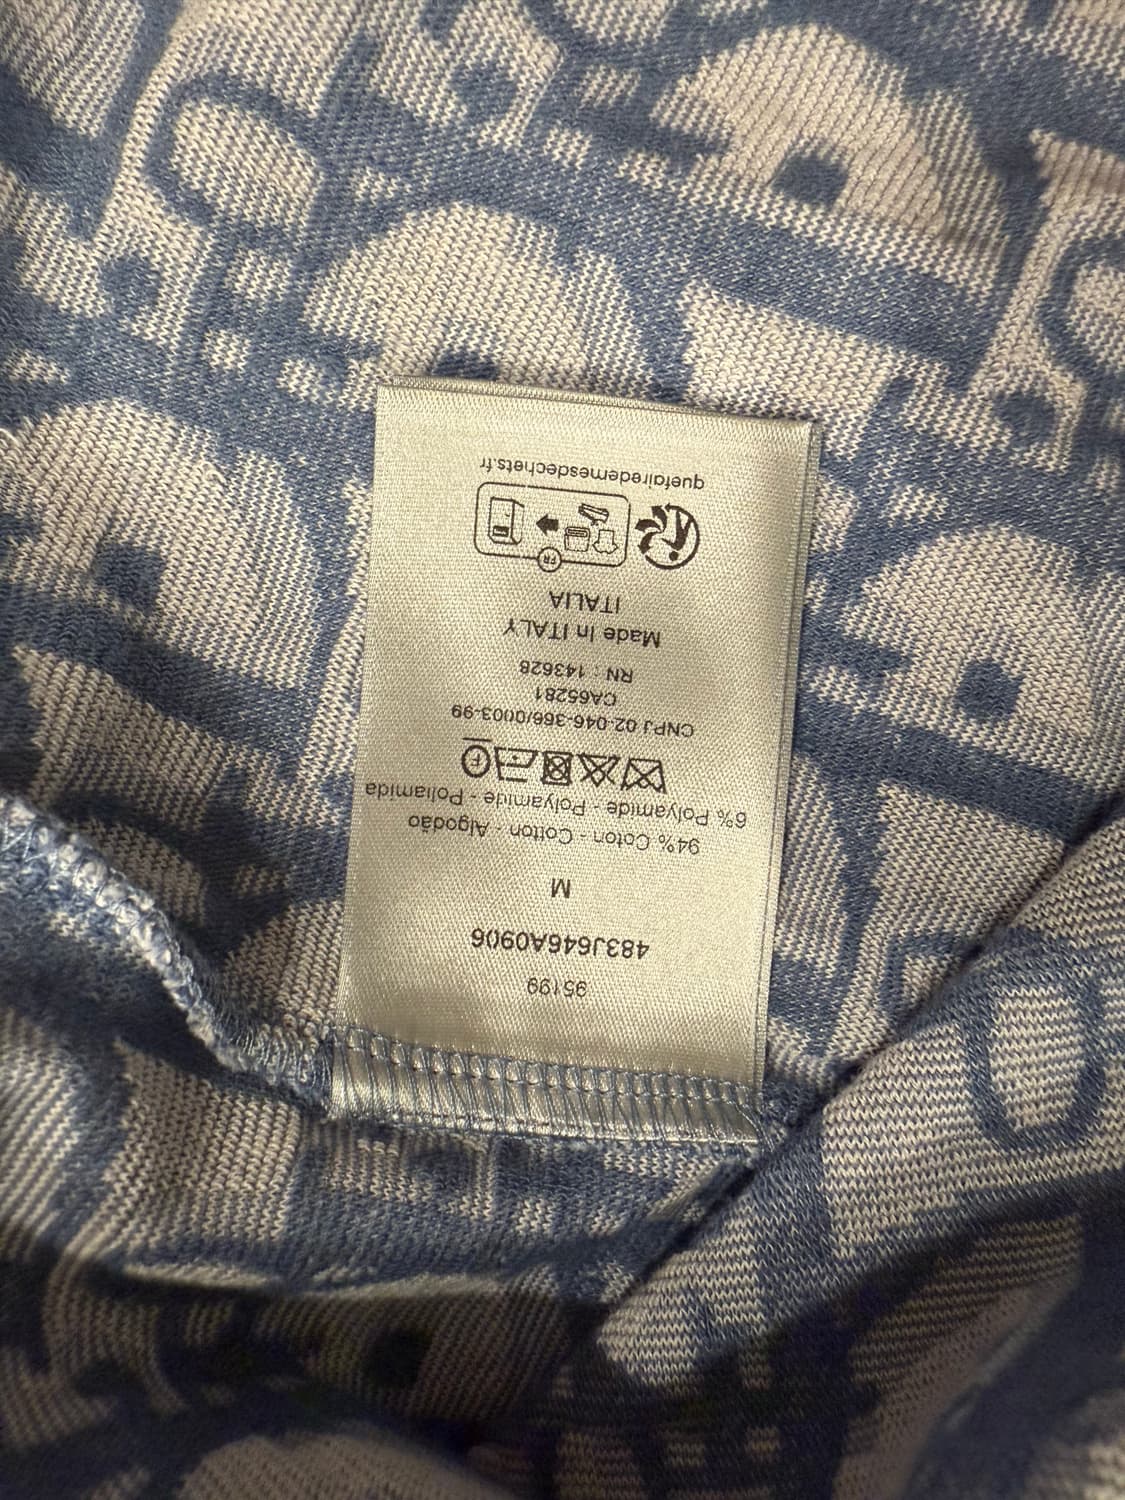 95199
483J646A0906
M
94% Coton - Cotton - Algodão
6% Polyamide - Polyamide - Poliamida
F
CNPJ 02-046-366/0003-99
CA65281
RN : 143628
Made in ITALY
ITALIA
FR
quefairedemesdechets.fr